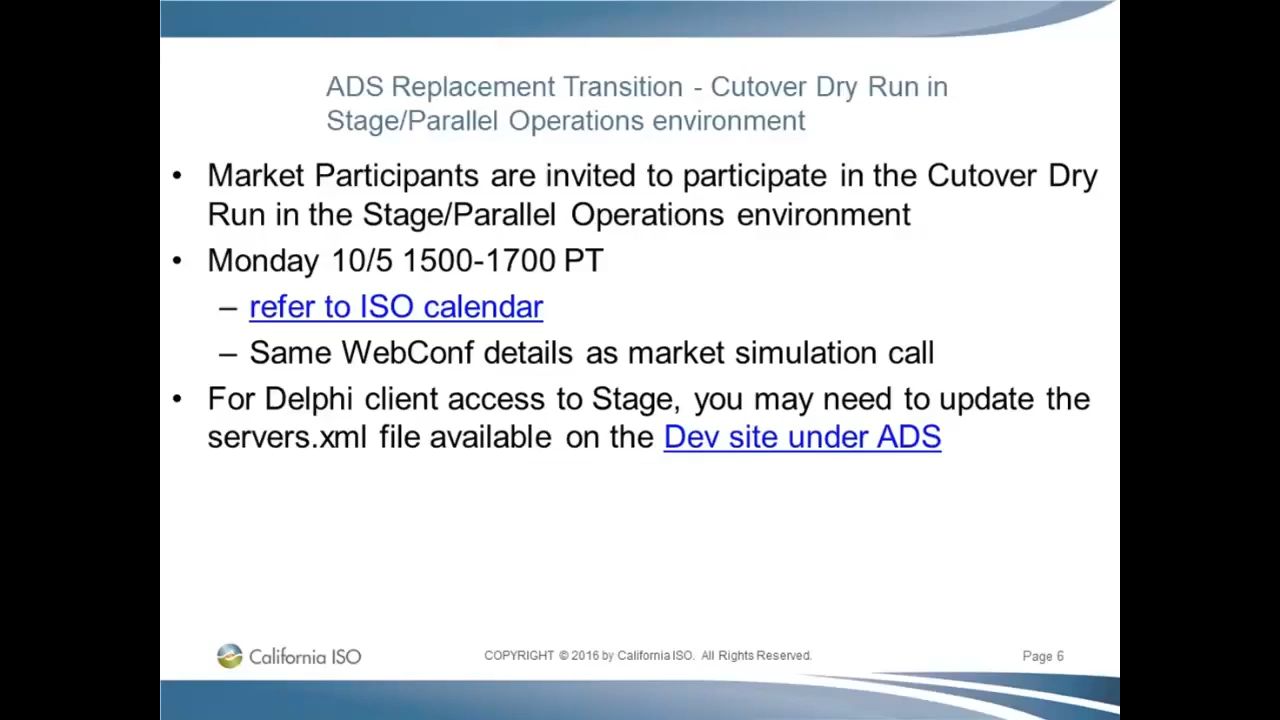 ADS Replacement Transition - Cutover Dry Run in
Stage/Parallel Operations environment
• Market Participants are invited to participate in the Cutover Dry
Run in the Stage/Parallel Operations environment
• Monday 10/5 1500-1700 PT
– refer to ISO calendar
– Same WebConf details as market simulation call
• For Delphi client access to Stage, you may need to update the
servers.xml file available on the Dev site under ADS
California ISO
COPYRIGHT © 2016 by California ISO. All Rights Reserved.
Page 6